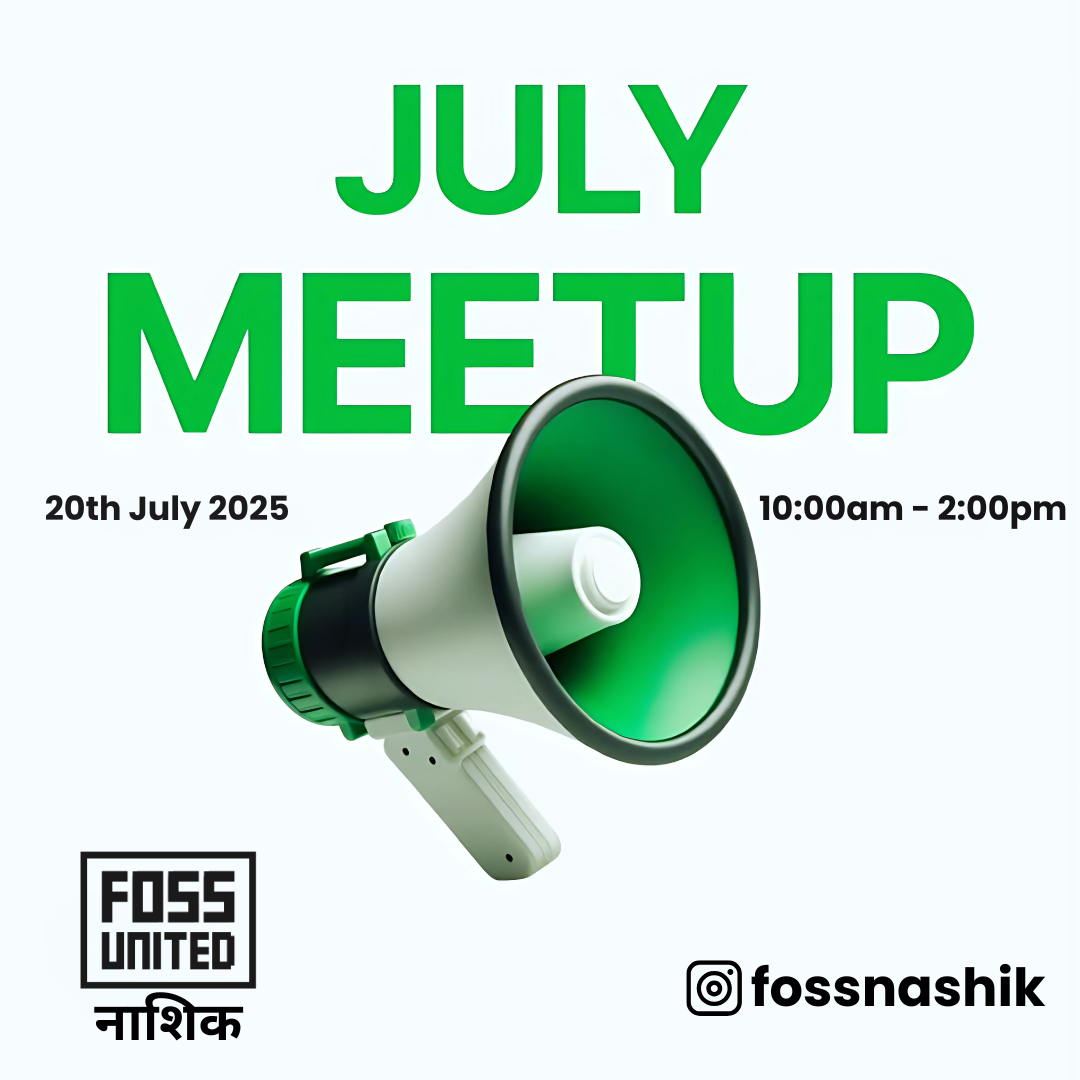 JULY
MEETUP
20th July 2025
10:00am - 2:00pm
FOSS
UNITED
नाशिक
fossnashik